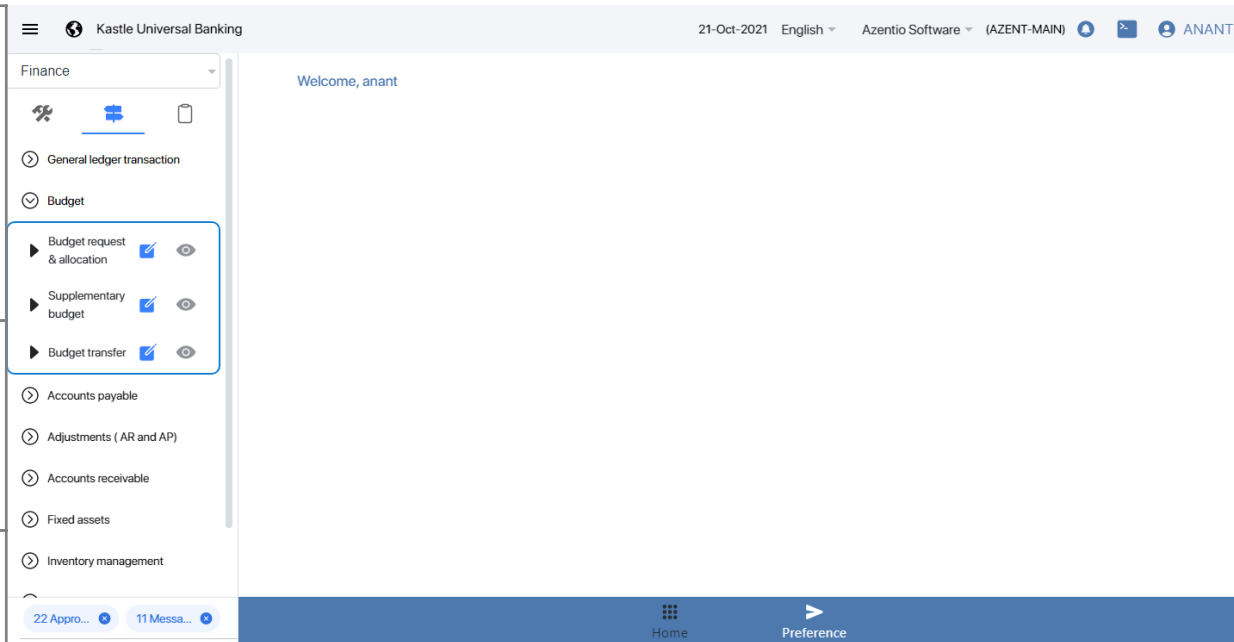 Kastle Universal Banking
21-Oct-2021 English Azentio Software (AZENT-MAIN) ANANT
Finance
Welcome, anant
General ledger transaction
Budget
Budget request
& allocation
Supplementary
budget
Budget transfer
Accounts payable
Adjustments ( AR and AP)
Accounts receivable
Fixed assets
Inventory management
22 Appro... 11 Messa...
Home Preference